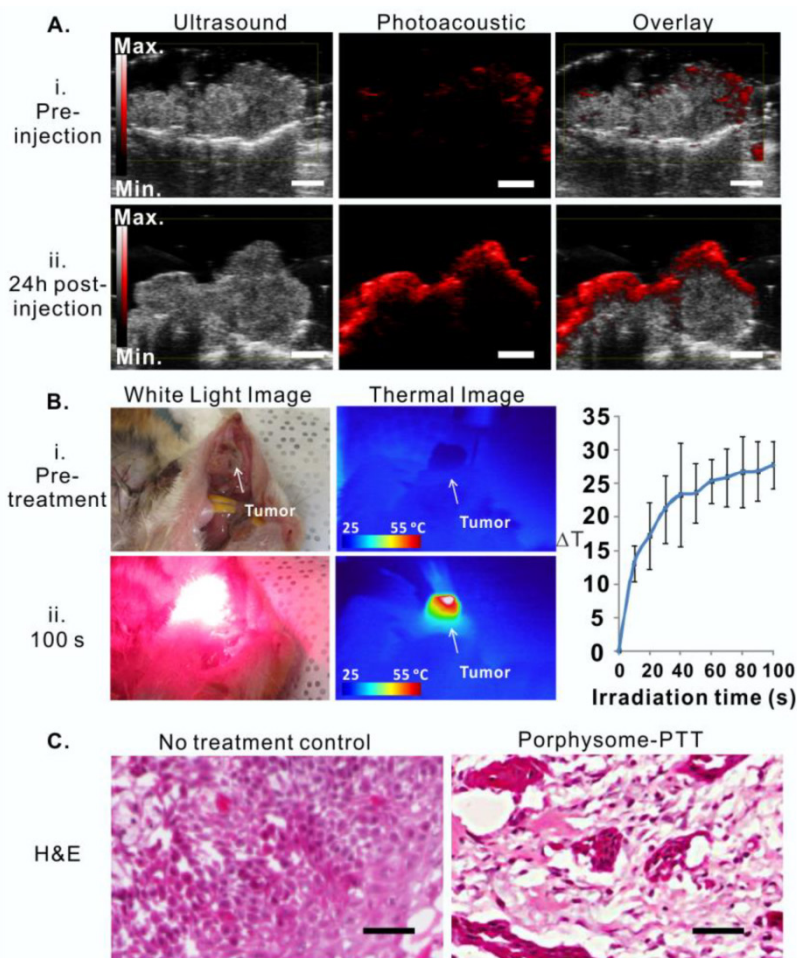 A.
Ultrasound
Photoacoustic
Overlay
i.
Pre-
injection
Max.
Min.
ii.
24h post-
injection
Max.
Min.
B.
White Light Image
Thermal Image
i.
Pre-
treatment
Tumor
25 55 ºC
Tumor
ii.
100 s
25 55 ºC
Tumor
ΔT
35
30
25
20
15
10
5
0
0 20 40 60 80 100
Irradiation time (s)
C.
No treatment control
Porphysome-PTT
H&E